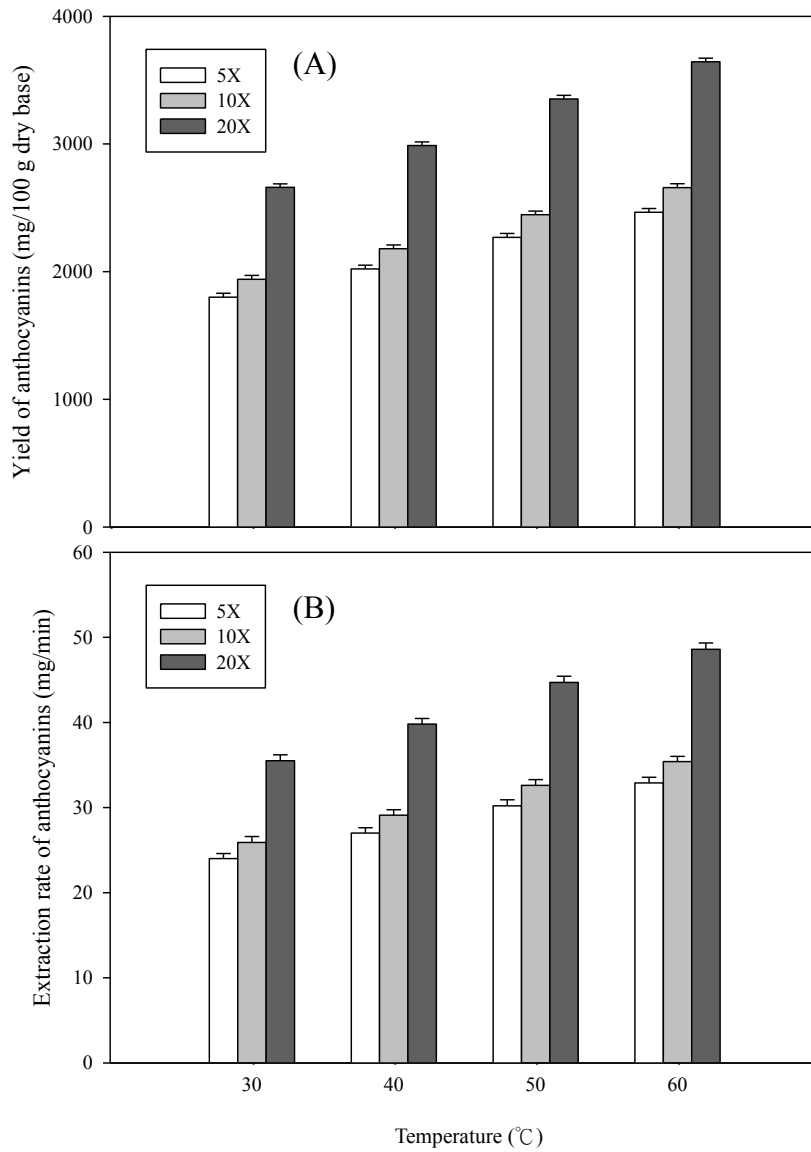 4000
(A)
5X
10X
20X
3000
2000
1000
0
Yield of anthocyanins (mg/100 g dry base)
60
(B)
5X
10X
20X
50
40
30
20
10
0
Extraction rate of anthocyanins (mg/min)
30 40 50 60
Temperature (℃)